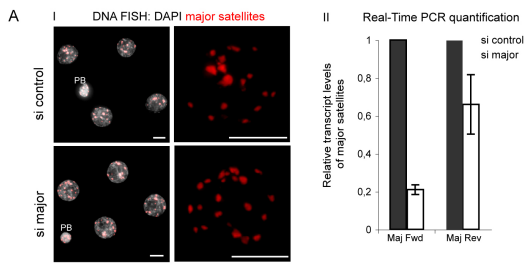 A
I
DNA FISH: DAPI major satellites
si control
PB
si major
PB
II
Real-Time PCR quantification
si control
si major
Relative transcript levels
of major satellites
1
0,8
0,6
0,4
0,2
0
Maj Fwd
Maj Rev